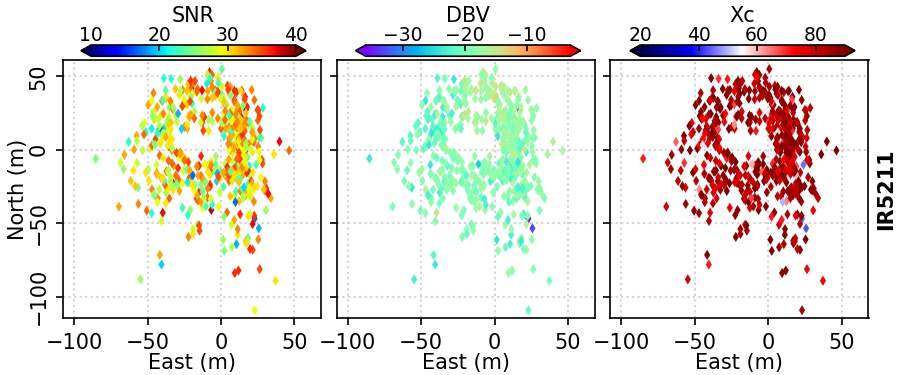 SNR DBV Xc
10 20 30 40 −30 −20 −10 20 40 60 80
50
0
−50
−100
North (m)
−100 −50 0 50 −100 −50 0 50 −100 −50 0 50
East (m) East (m) East (m)
IR5211